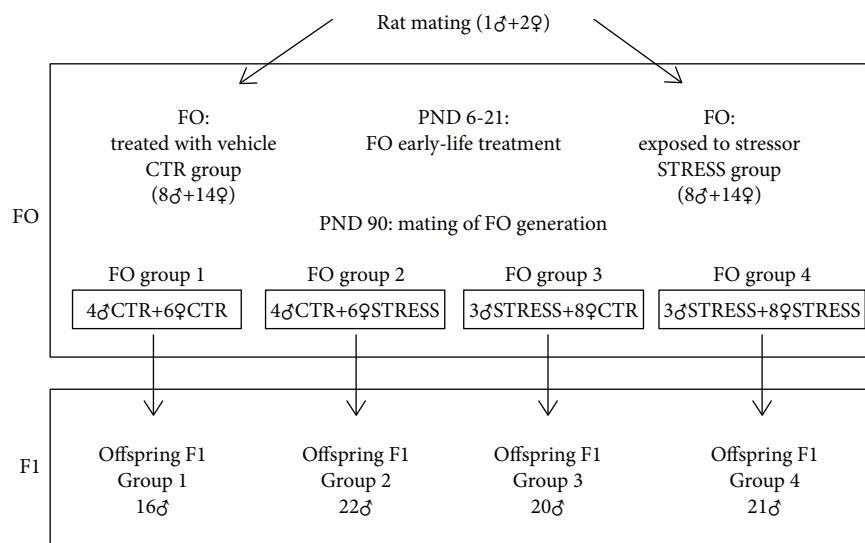 Rat mating (1♂+2♀)
FO:
treated with vehicle
CTR group
(8♂+14♀)
PND 6-21:
FO early-life treatment
FO:
exposed to stressor
STRESS group
(8♂+14♀)
FO
PND 90: mating of FO generation
FO group 1
4♂CTR+6♀CTR
FO group 2
4♂CTR+6♀STRESS
FO group 3
3♂STRESS+8♀CTR
FO group 4
3♂STRESS+8♀STRESS
F1
Offspring F1
Group 1
16♂
Offspring F1
Group 2
22♂
Offspring F1
Group 3
20♂
Offspring F1
Group 4
21♂